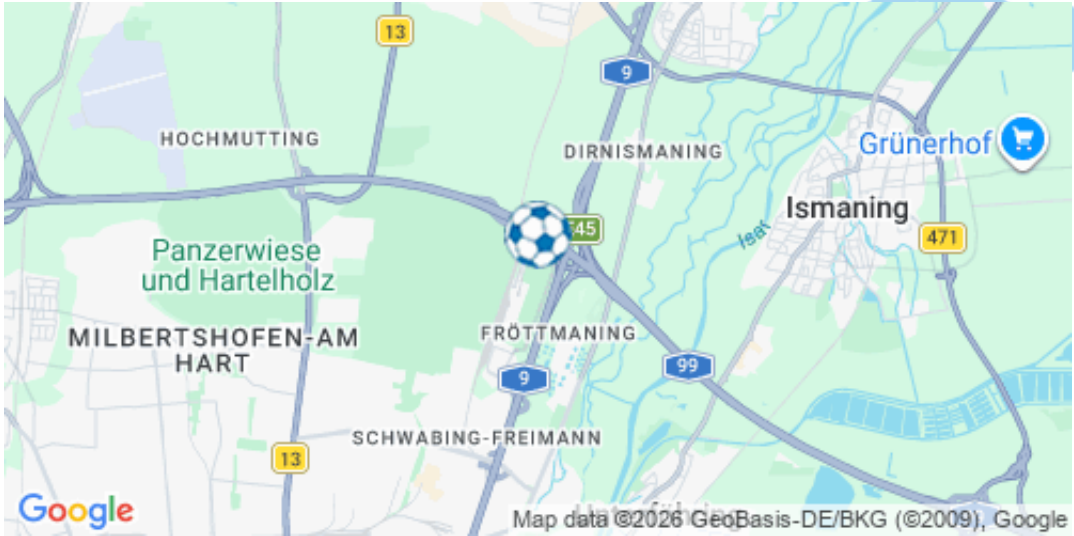 13
9
HOCHMUTTING
DIRNISMANING
Grünerhof
Ismaning
Isar
E45
471
Panzerwiese
und Hartelholz
FRÖTTMANING
MILBERTSHOFEN-AM
HART
99
9
SCHWABING-FREIMANN
13
Unterföhring
Google
Map data ©2026 GeoBasis-DE/BKG (©2009), Google